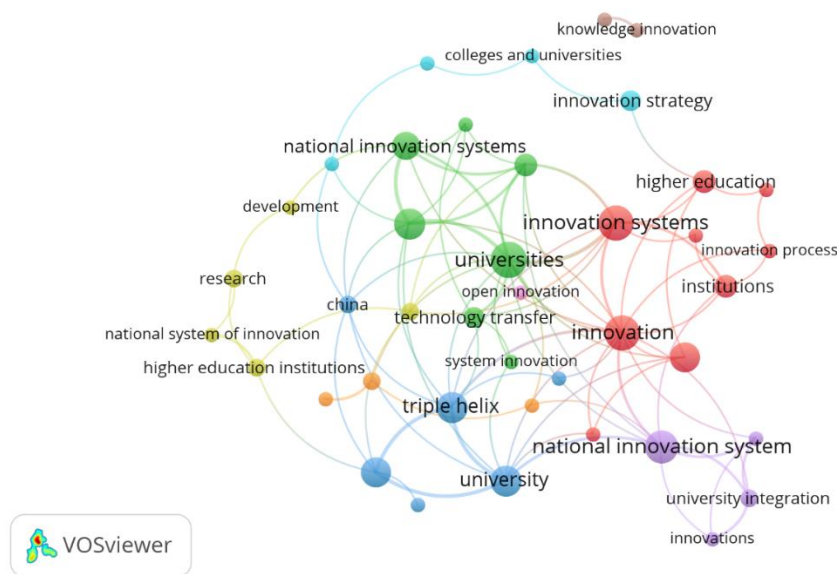 knowledge innovation
colleges and universities
innovation strategy
national innovation systems
higher education
development
innovation systems
innovation process
universities
research
institutions
open innovation
china
technology transfer
innovation
national system of innovation
system innovation
higher education institutions
triple helix
national innovation system
university
university integration
innovations
VOSviewer